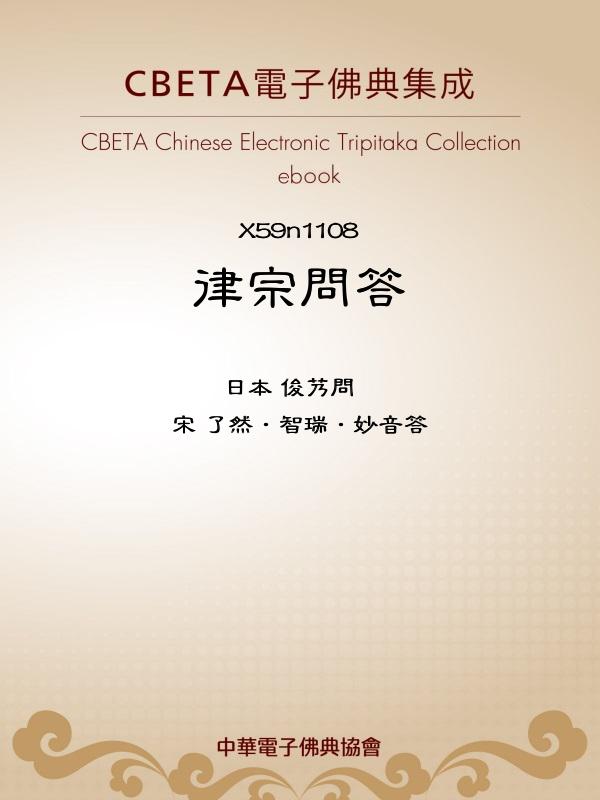 CBETA電子佛典集成
CBETA Chinese Electronic Tripitaka Collection
ebook
X59n1108
律宗問答
日本 俊芿問
宋 了然．智瑞．妙音答
中華電子佛典協會